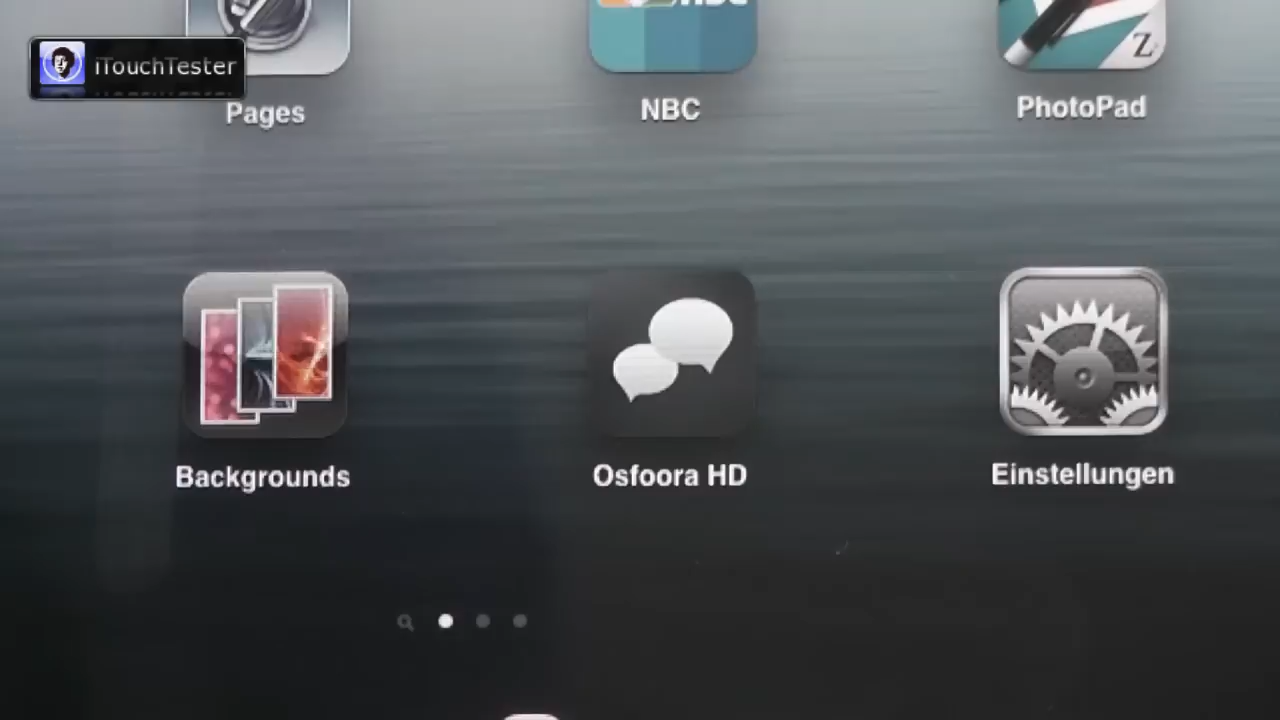 iTouchTester
Pages
NBC
PhotoPad
Z
Backgrounds
Osfoora HD
Einstellungen